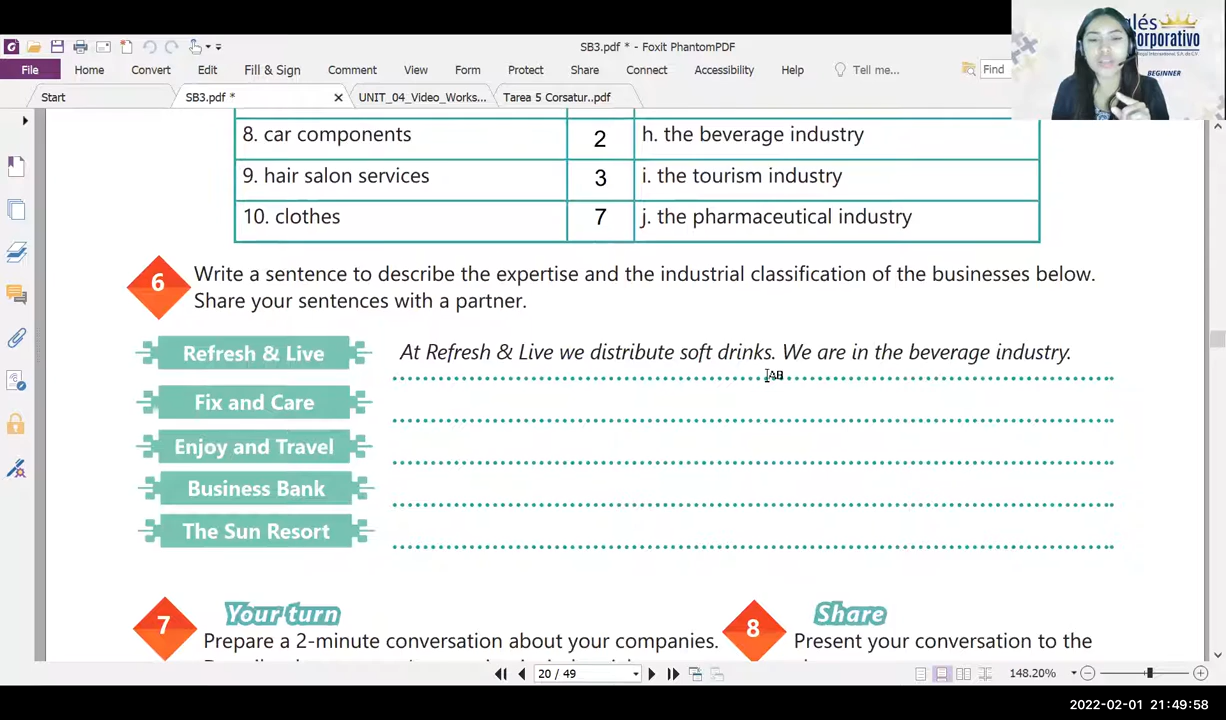 glés
corporativo
BEGINNER
SB3.pdf * - Foxit PhantomPDF
File Home Convert Edit Fill & Sign Comment View Form Protect Share Connect Accessibility Help Tell me... Find
Start SB3.pdf * UNIT_04_Video_Works... Tarea 5 Corsatur..pdf
8. car components 2 h. the beverage industry
9. hair salon services 3 i. the tourism industry
10. clothes 7 j. the pharmaceutical industry
6 Write a sentence to describe the expertise and the industrial classification of the businesses below.
Share your sentences with a partner.
Refresh & Live At Refresh & Live we distribute soft drinks. We are in the beverage industry.
Fix and Care
Enjoy and Travel
Business Bank
The Sun Resort
7 Your turn
Prepare a 2-minute conversation about your companies.
8 Share
Present your conversation to the
20 / 49
148.20%
2022-02-01 21:49:58